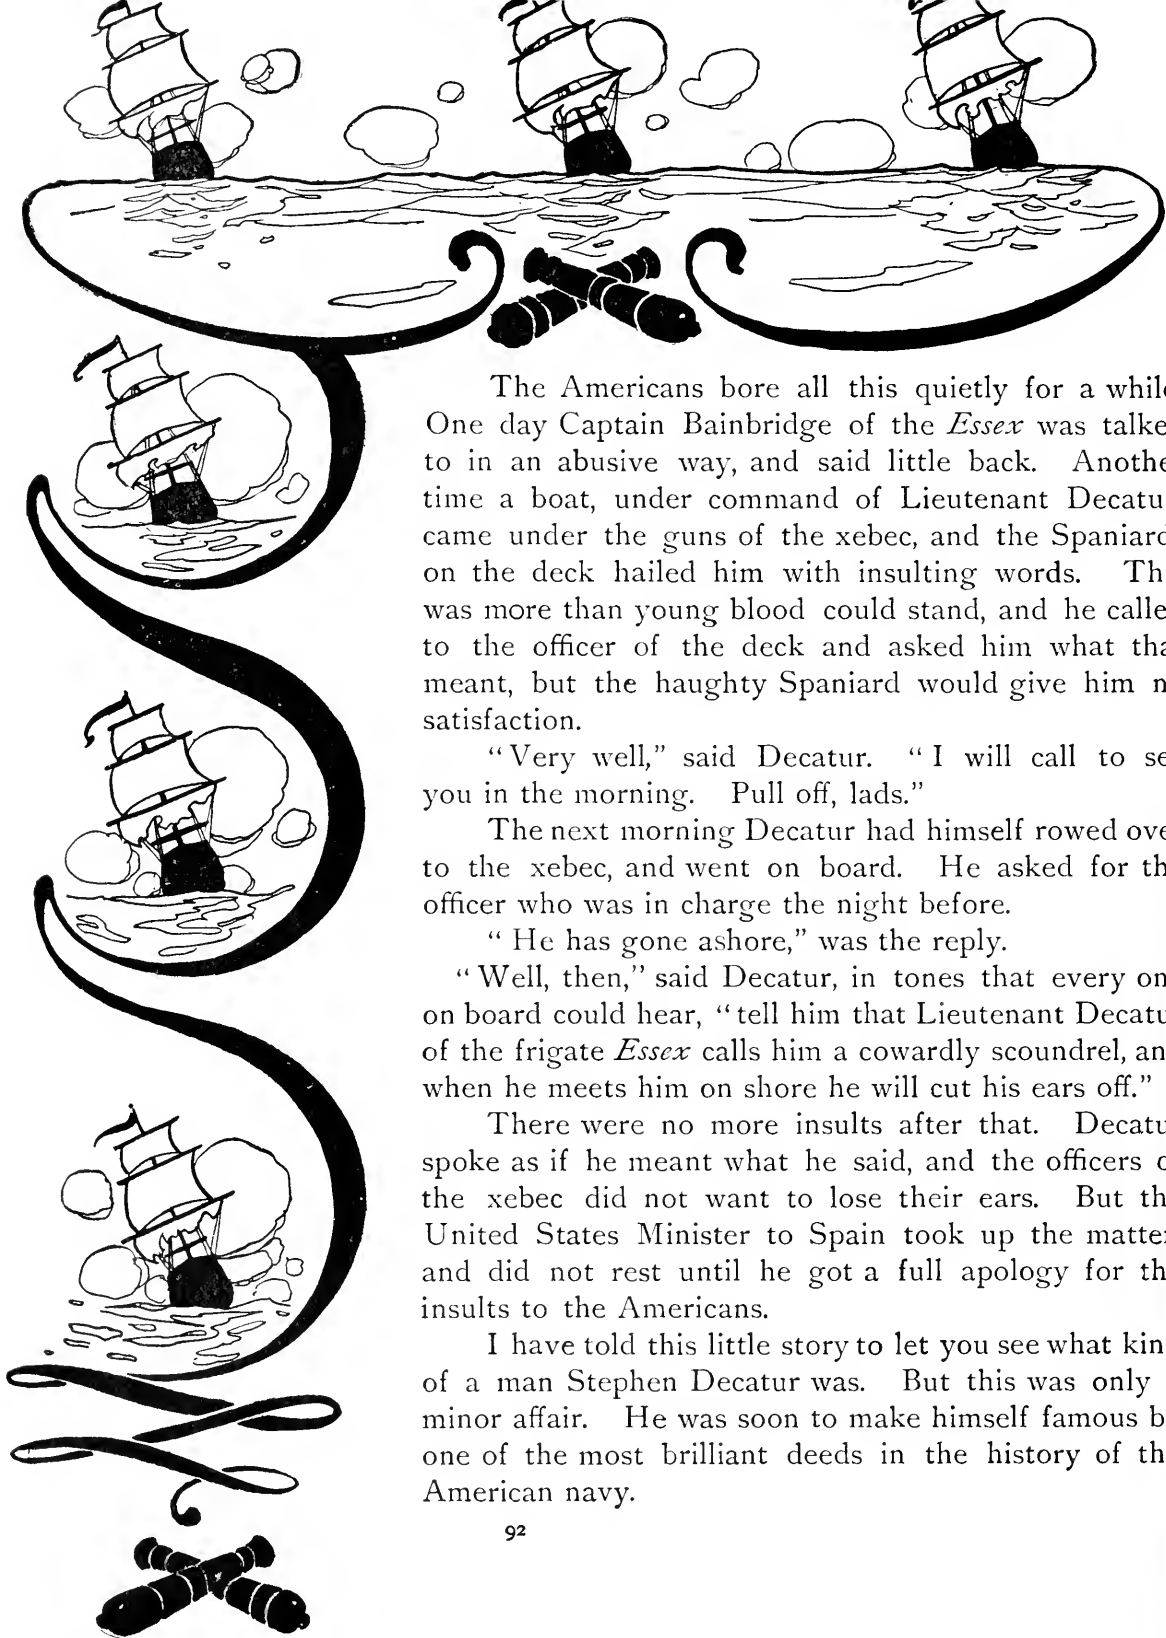 The Americans bore all this quietly for a while
One day Captain Bainbridge of the Essex was talke
to in an abusive way, and said little back. Anothe
time a boat, under command of Lieutenant Decatu
came under the guns of the xebec, and the Spaniard
on the deck hailed him with insulting words. Th
was more than young blood could stand, and he calle
to the officer of the deck and asked him what tha
meant, but the haughty Spaniard would give him n
satisfaction.
“Very well,” said Decatur. “I will call to se
you in the morning. Pull off, lads.”
The next morning Decatur had himself rowed ove
to the xebec, and went on board. He asked for th
officer who was in charge the night before.
“He has gone ashore,” was the reply.
“Well, then,” said Decatur, in tones that every on
on board could hear, “tell him that Lieutenant Decatu
of the frigate Essex calls him a cowardly scoundrel, an
when he meets him on shore he will cut his ears off.”
There were no more insults after that. Decatu
spoke as if he meant what he said, and the officers o
the xebec did not want to lose their ears. But th
United States Minister to Spain took up the matter
and did not rest until he got a full apology for th
insults to the Americans.
I have told this little story to let you see what kin
of a man Stephen Decatur was. But this was only
minor affair. He was soon to make himself famous b
one of the most brilliant deeds in the history of th
American navy.
92